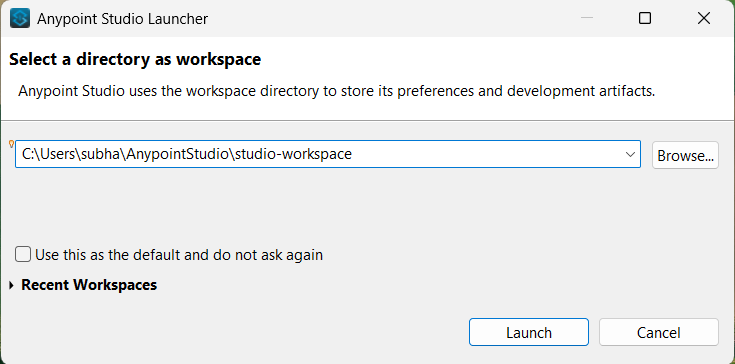 Anypoint Studio Launcher
Select a directory as workspace
Anypoint Studio uses the workspace directory to store its preferences and development artifacts.
C:\Users\subha\AnypointStudio\studio-workspace
Browse...
Use this as the default and do not ask again
Recent Workspaces
Launch
Cancel